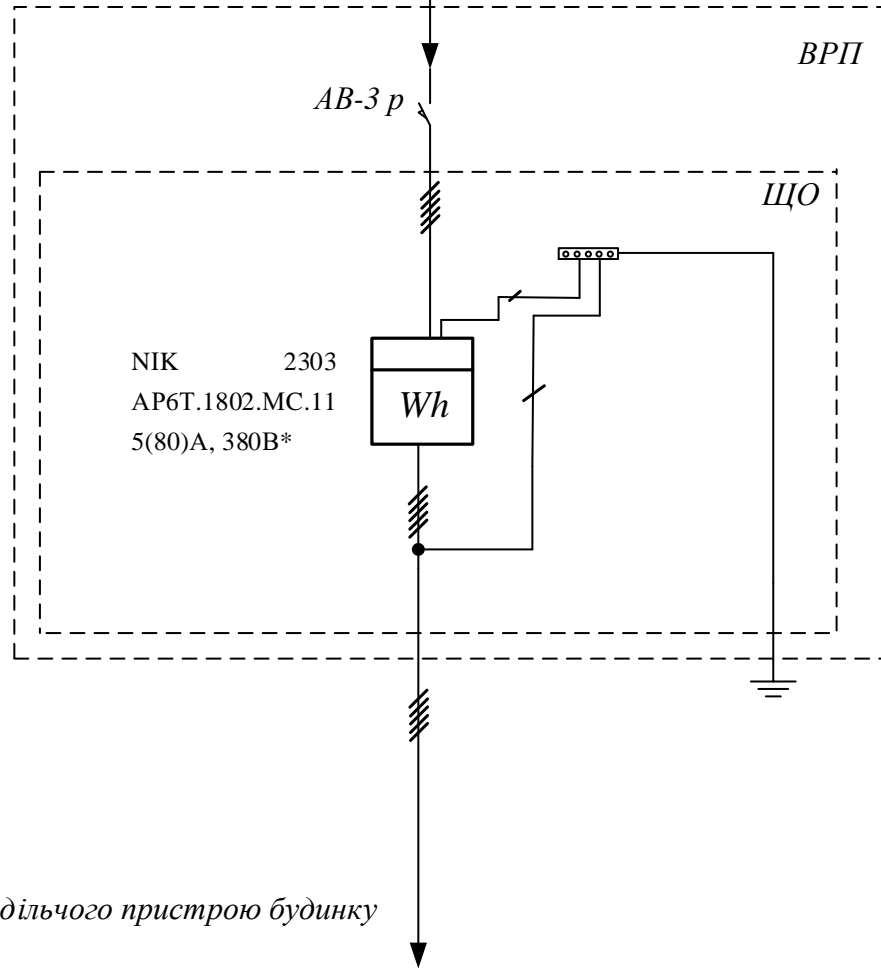 ВРП
АВ-3 р
ЩО
NIK 2303
АР6Т.1802.МС.11
5(80)А, 380В*
Wh
дільчого пристрою будинку